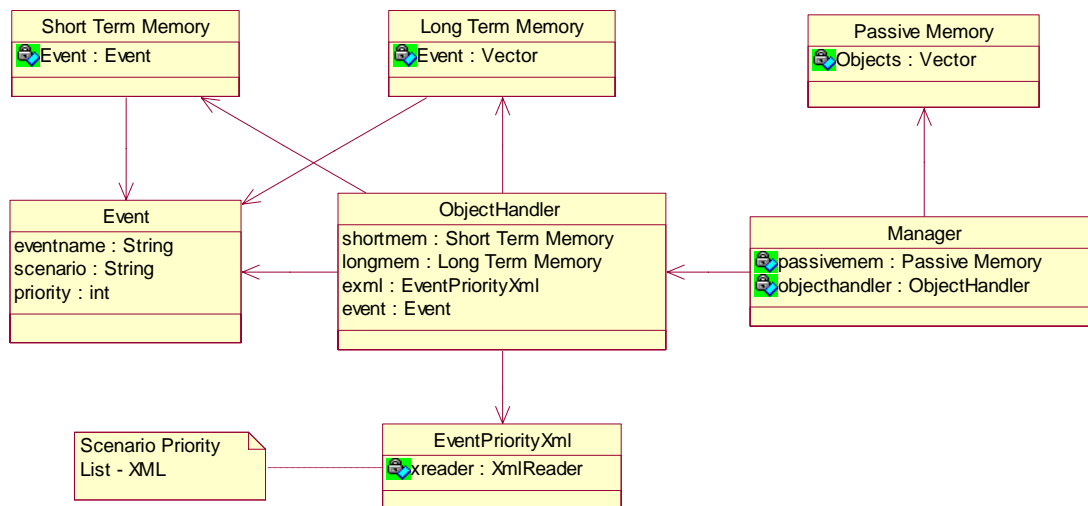 Short Term Memory
Event : Event
Long Term Memory
Event : Vector
Passive Memory
Objects : Vector
Event
eventname : String
scenario : String
priority : int
ObjectHandler
shortmem : Short Term Memory
longmem : Long Term Memory
exml : EventPriorityXml
event : Event
Manager
passivemem : Passive Memory
objecthandler : ObjectHandler
Scenario Priority
List - XML
EventPriorityXml
xreader : XmlReader